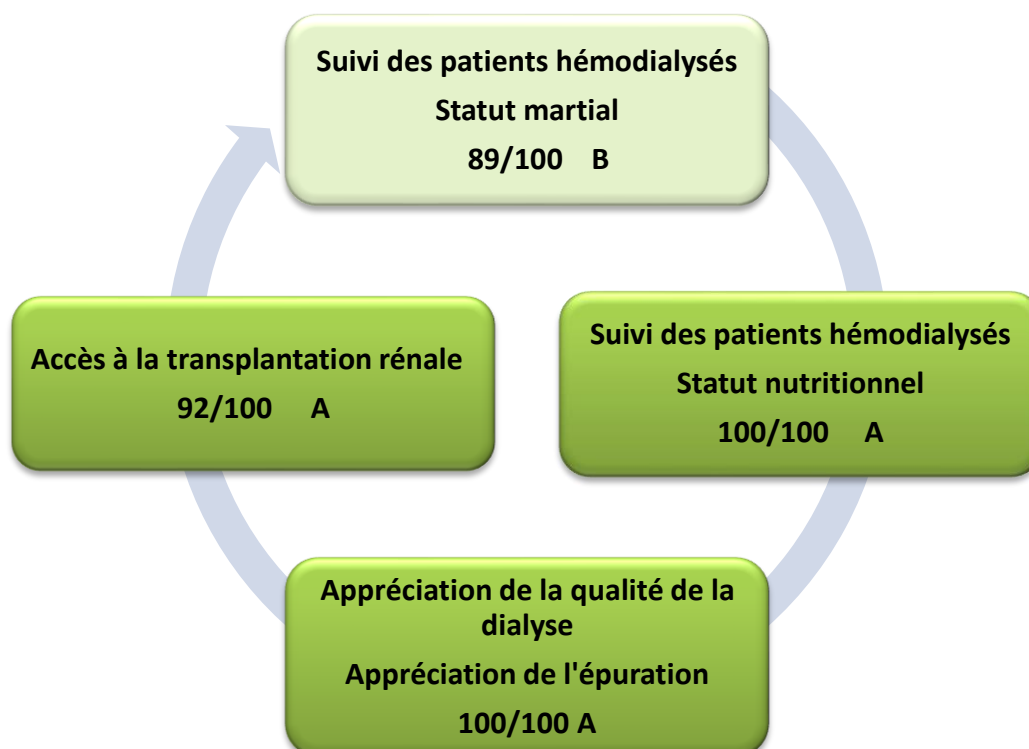 Suivi des patients hémodialysés
Statut martial
89/100 B
Suivi des patients hémodialysés
Statut nutritionnel
100/100 A
Appréciation de la qualité de la
dialyse
Appréciation de l'épuration
100/100 A
Accès à la transplantation rénale
92/100 A